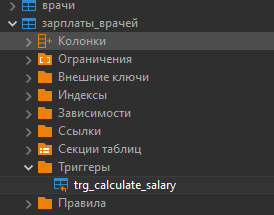 врачи
зарплаты_врачей
Колонки
Ограничения
Внешние ключи
Индексы
Зависимости
Ссылки
Секции таблиц
Триггеры
trg_calculate_salary
Правила